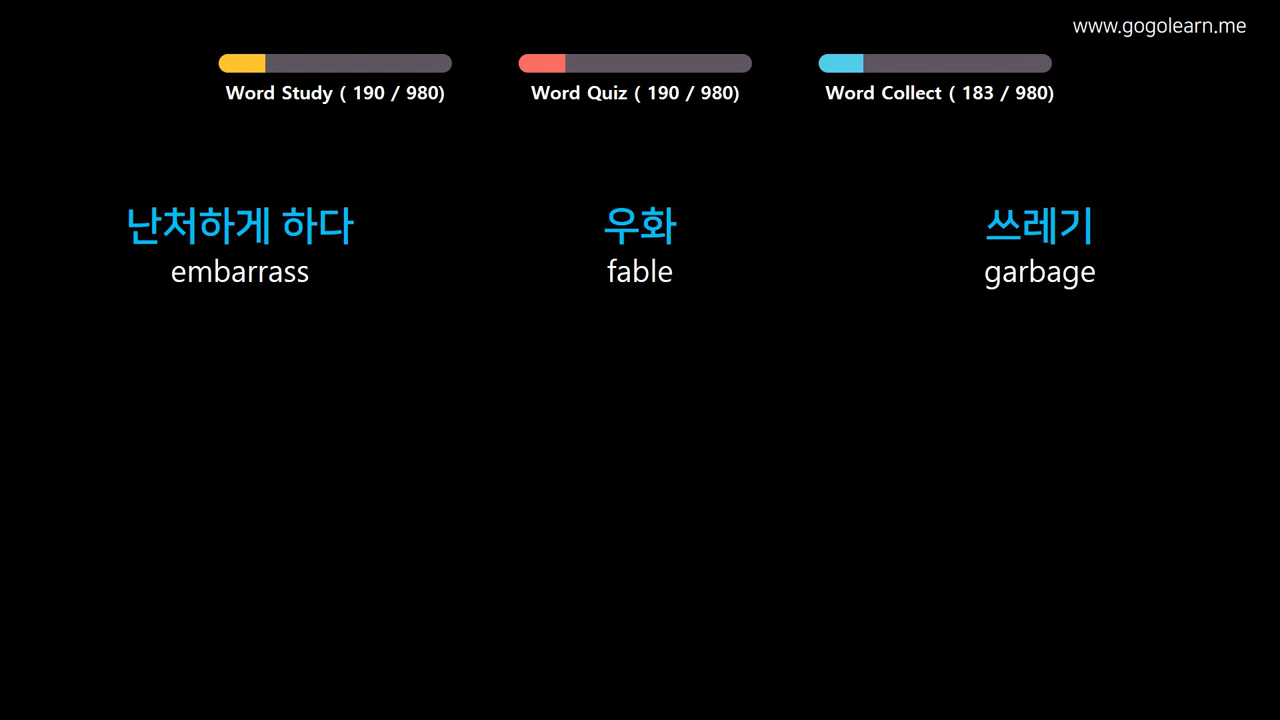 www.gogolearn.me
Word Study ( 190 / 980)
Word Quiz ( 190 / 980)
Word Collect ( 183 / 980)
난처하게 하다
embarrass
우화
fable
쓰레기
garbage